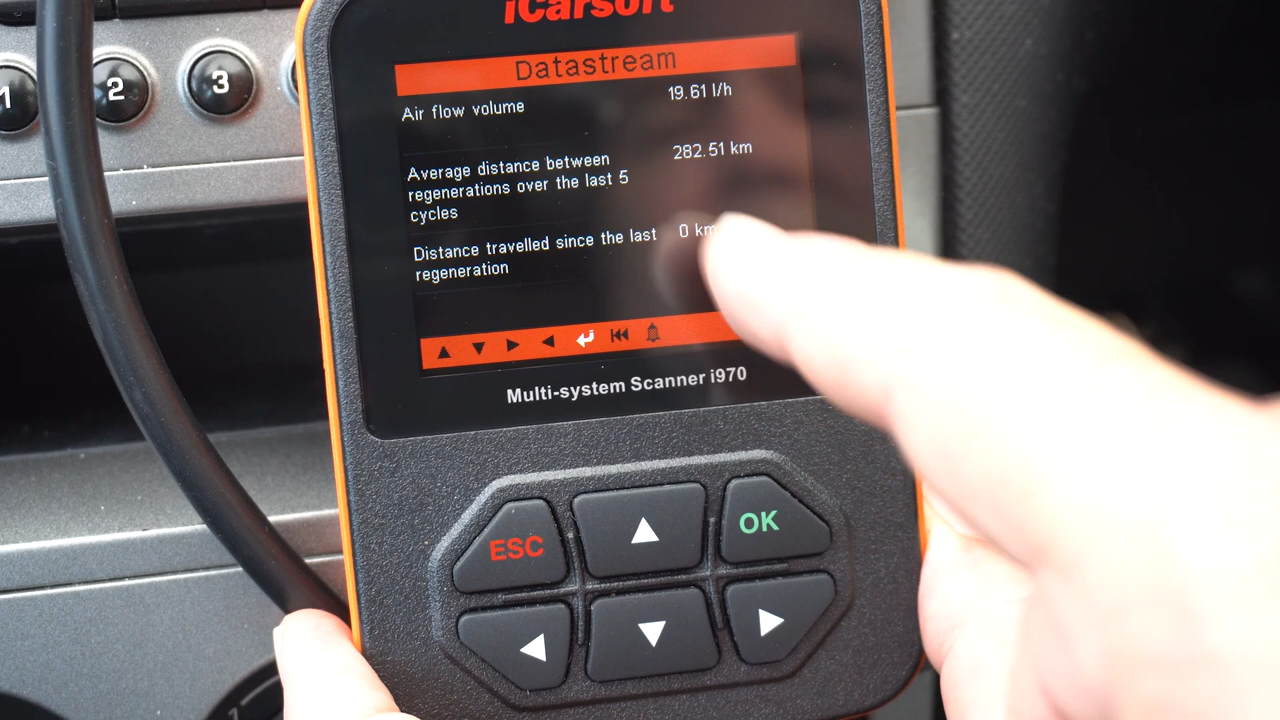 iCarsoft
1
2
3
Datastream
Air flow volume 19.61 l/h
Average distance between 282.51 km
regenerations over the last 5
cycles
Distance travelled since the last 0 km
regeneration
Multi-system Scanner i970
ESC
OK